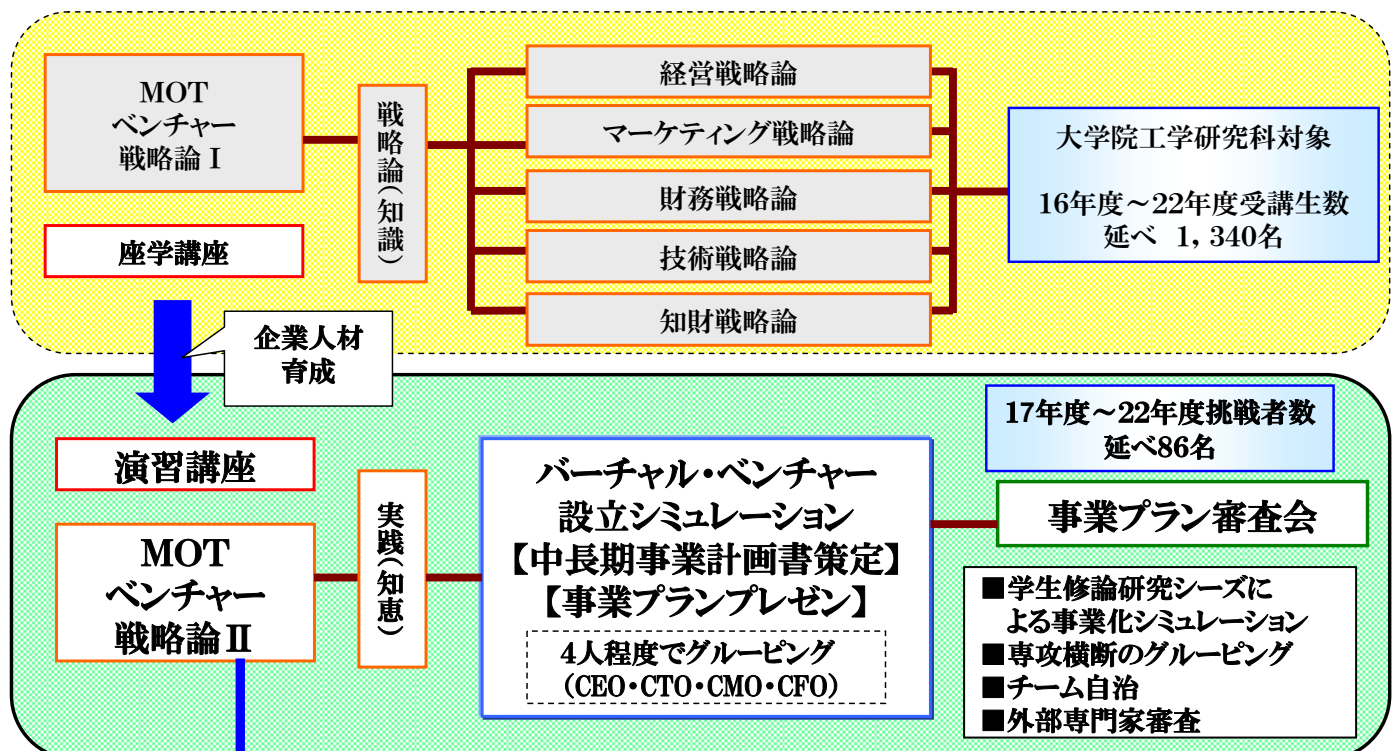 MOT
ベンチャー
戦略論Ⅰ
座学講座
戦略論(知識)
経営戦略論
マーケティング戦略論
財務戦略論
技術戦略論
知財戦略論
大学院工学研究科対象
16年度～22年度受講生数
延べ 1,340名
企業人材
育成
17年度～22年度挑戦者数
延べ86名
演習講座
MOT
ベンチャー
戦略論Ⅱ
実践(知恵)
バーチャル・ベンチャー
設立シミュレーション
【中長期事業計画書策定】
【事業プランプレゼン】
4人程度でグルーピング
(CEO・CTO・CMO・CFO)
事業プラン審査会
■学生修論研究シーズに
よる事業化シミュレーション
■専攻横断のグルーピング
■チーム自治
■外部専門家審査